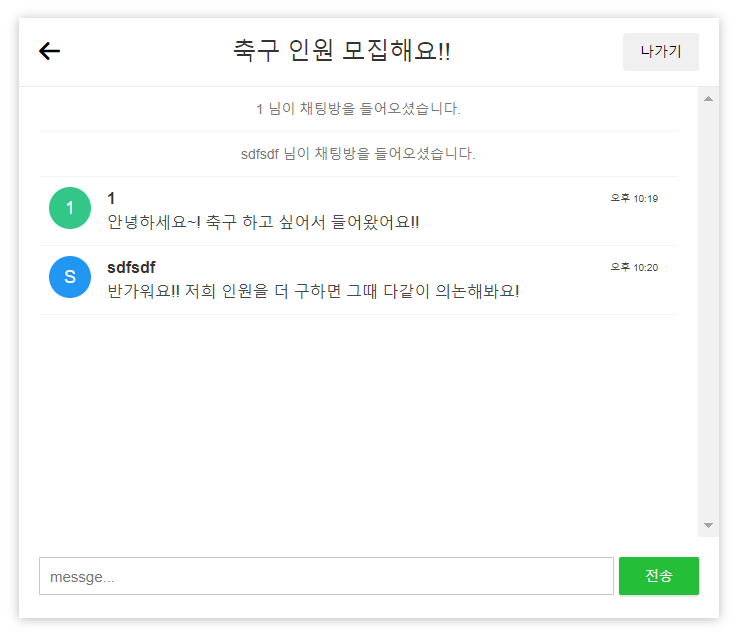 축구 인원 모집해요!!
나가기
1 님이 채팅방을 들어오셨습니다.
sdfsdf 님이 채팅방을 들어오셨습니다.
1
1
오후 10:19
안녕하세요~! 축구 하고 싶어서 들어왔어요!!
S
sdfsdf
오후 10:20
반가워요!! 저희 인원을 더 구하면 그때 다같이 의논해봐요!
messge...
전송